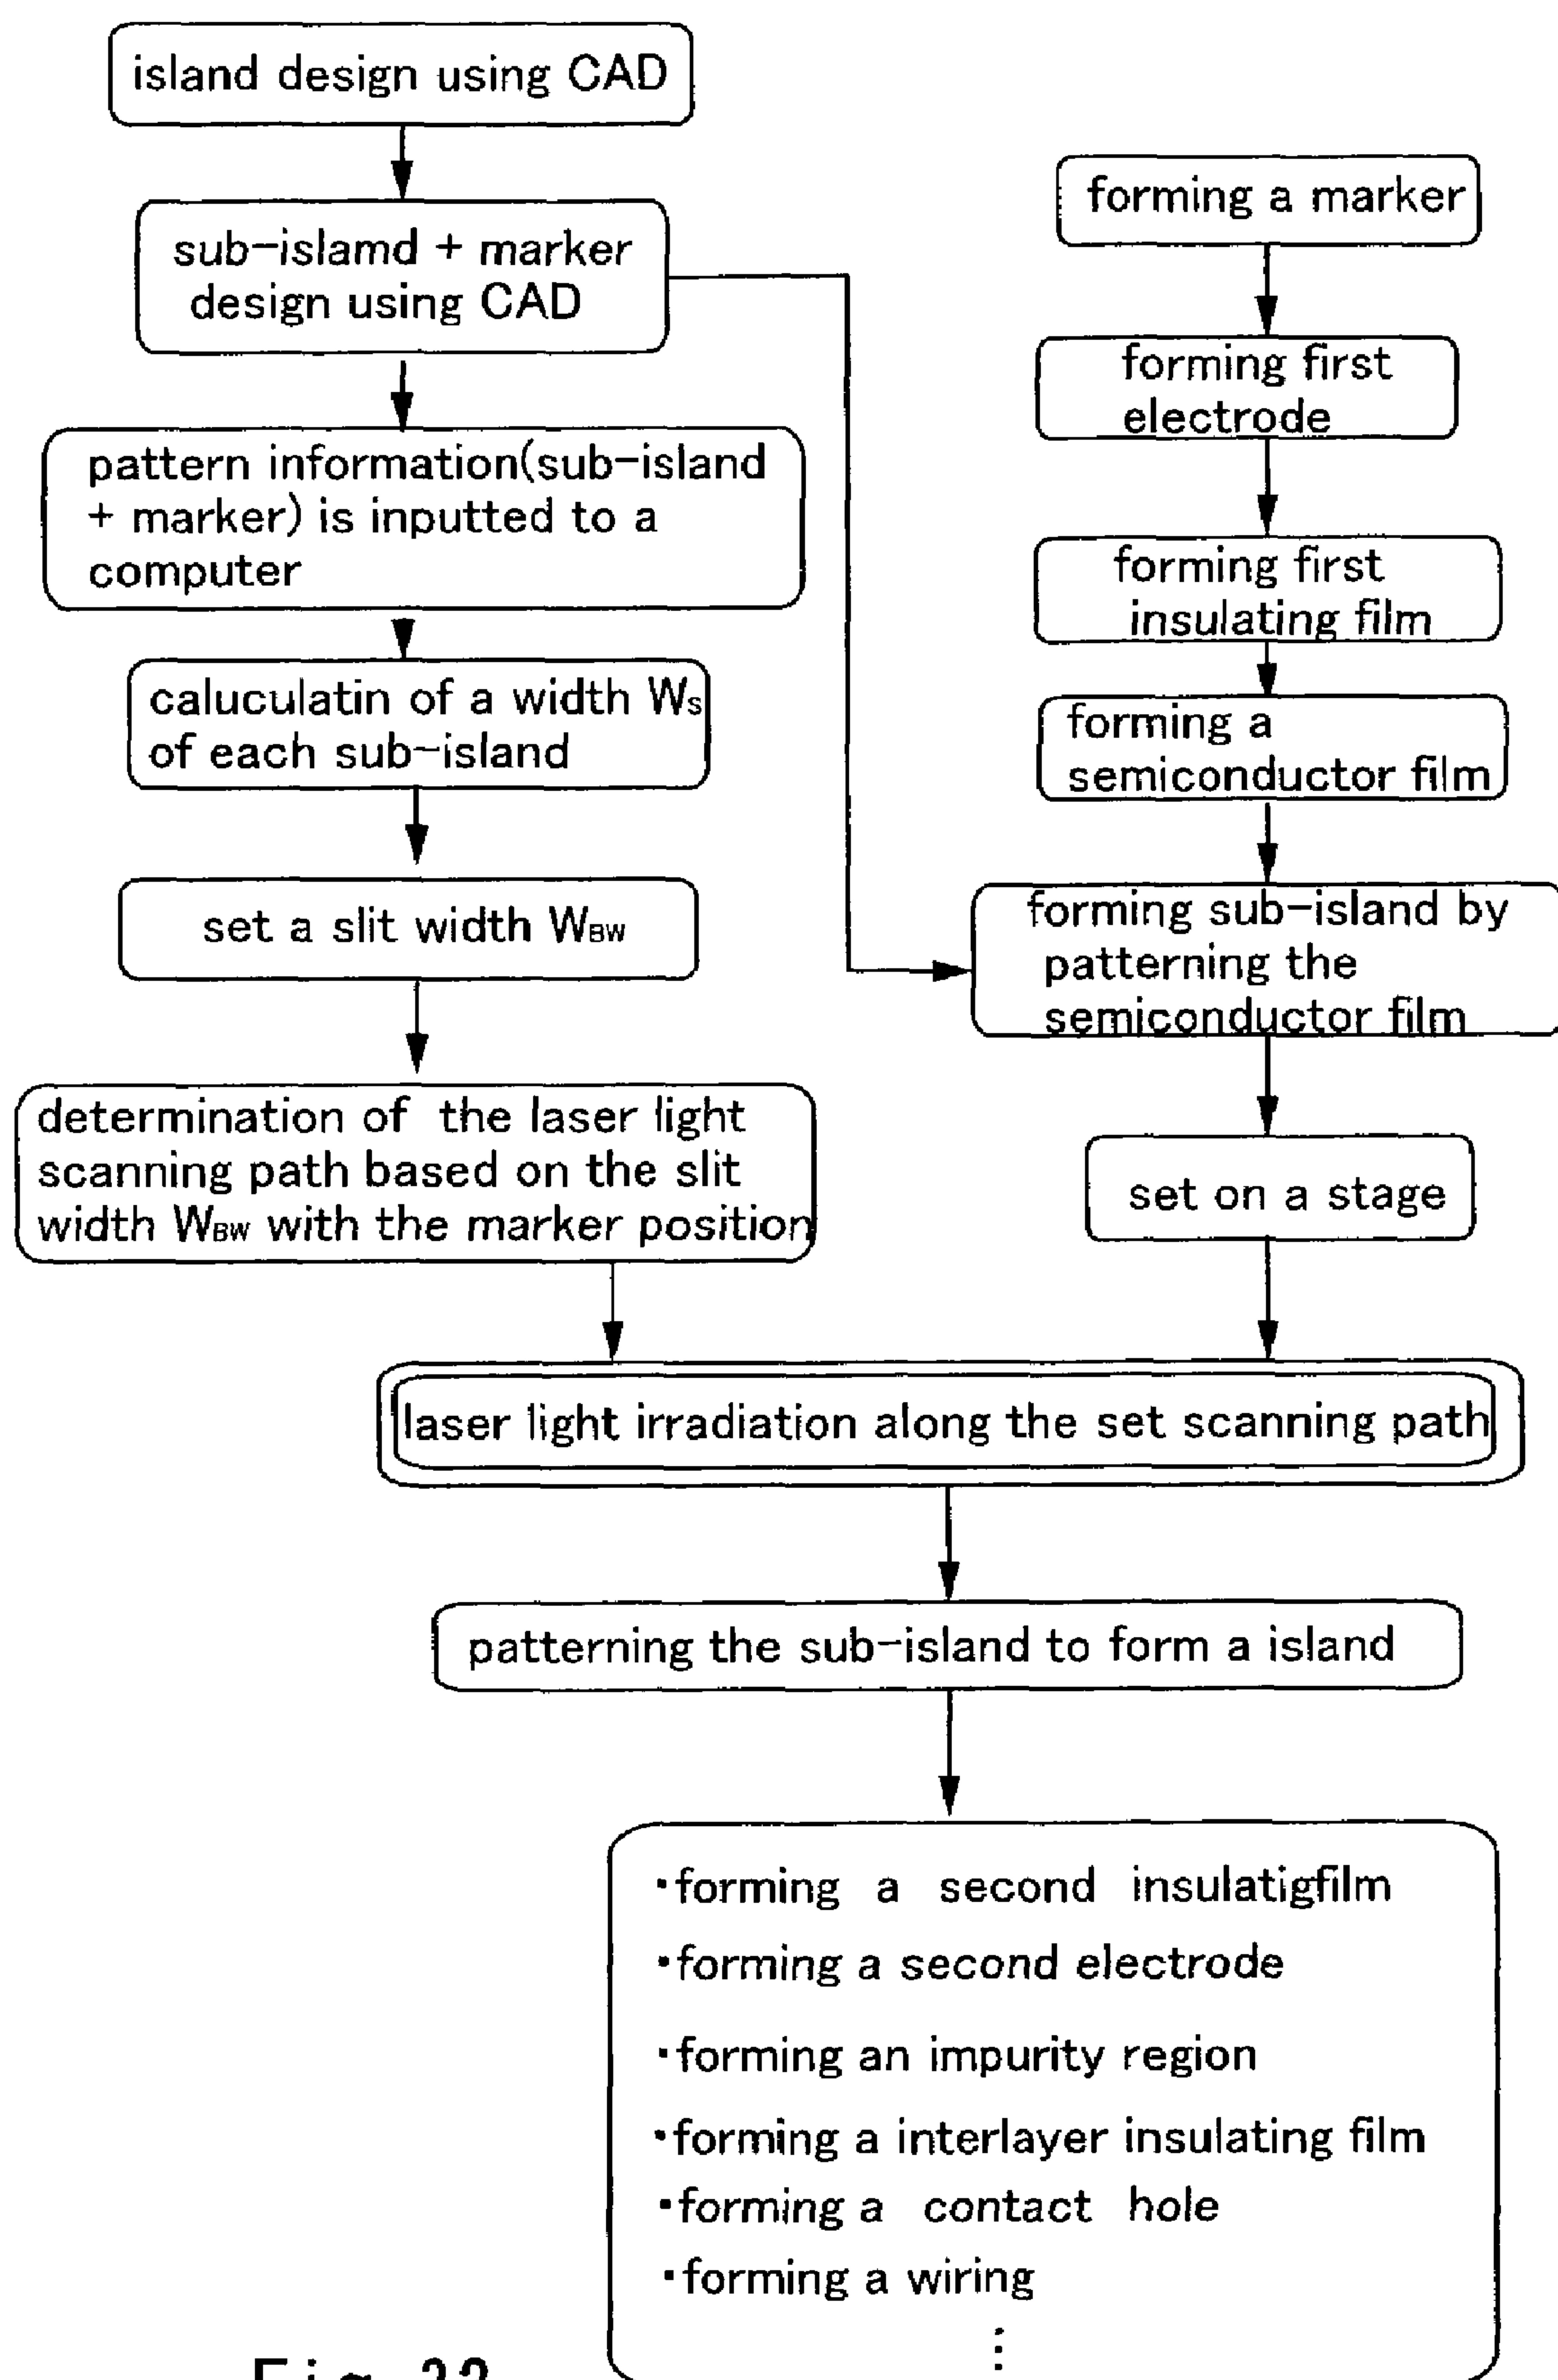 island design using CAD
sub-islamd + marker
design using CAD
pattern information(sub-island
+ marker) is inputted to a
computer
caluculatin of a width Ws
of each sub-island
set a slit width WBW
determination of the laser light
scanning path based on the slit
width WBW with the marker position
forming a marker
forming first
electrode
forming first
insulating film
forming a
semiconductor film
forming sub-island by
patterning the
semiconductor film
set on a stage
laser light irradiation along the set scanning path
patterning the sub-island to form a island
・forming a second insulatigfilm
・forming a second electrode
・forming an impurity region
・forming a interlayer insulating film
・forming a contact hole
・forming a wiring
⋮